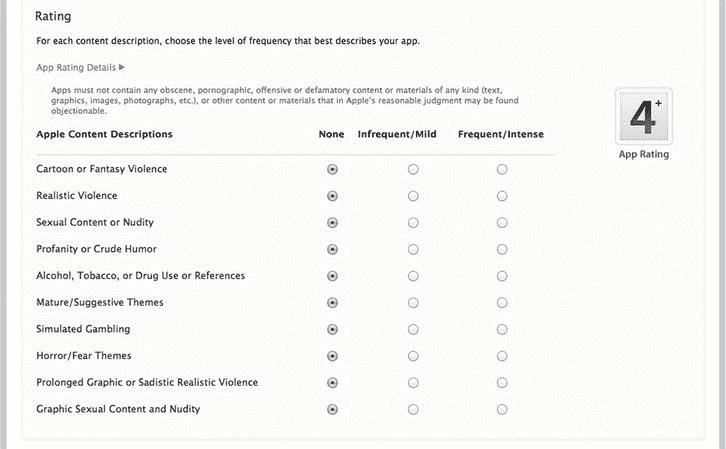 Rating
For each content description, choose the level of frequency that best describes your app.
App Rating Details ▶
Apps must not contain any obscene, pornographic, offensive or defamatory content or materials of any kind (text,
graphics, images, photographs, etc.), or other content or materials that in Apple's reasonable judgment may be found
objectionable.
Apple Content Descriptions None Infrequent/Mild Frequent/Intense
4+
App Rating
Cartoon or Fantasy Violence
Realistic Violence
Sexual Content or Nudity
Profanity or Crude Humor
Alcohol, Tobacco, or Drug Use or References
Mature/Suggestive Themes
Simulated Gambling
Horror/Fear Themes
Prolonged Graphic or Sadistic Realistic Violence
Graphic Sexual Content and Nudity